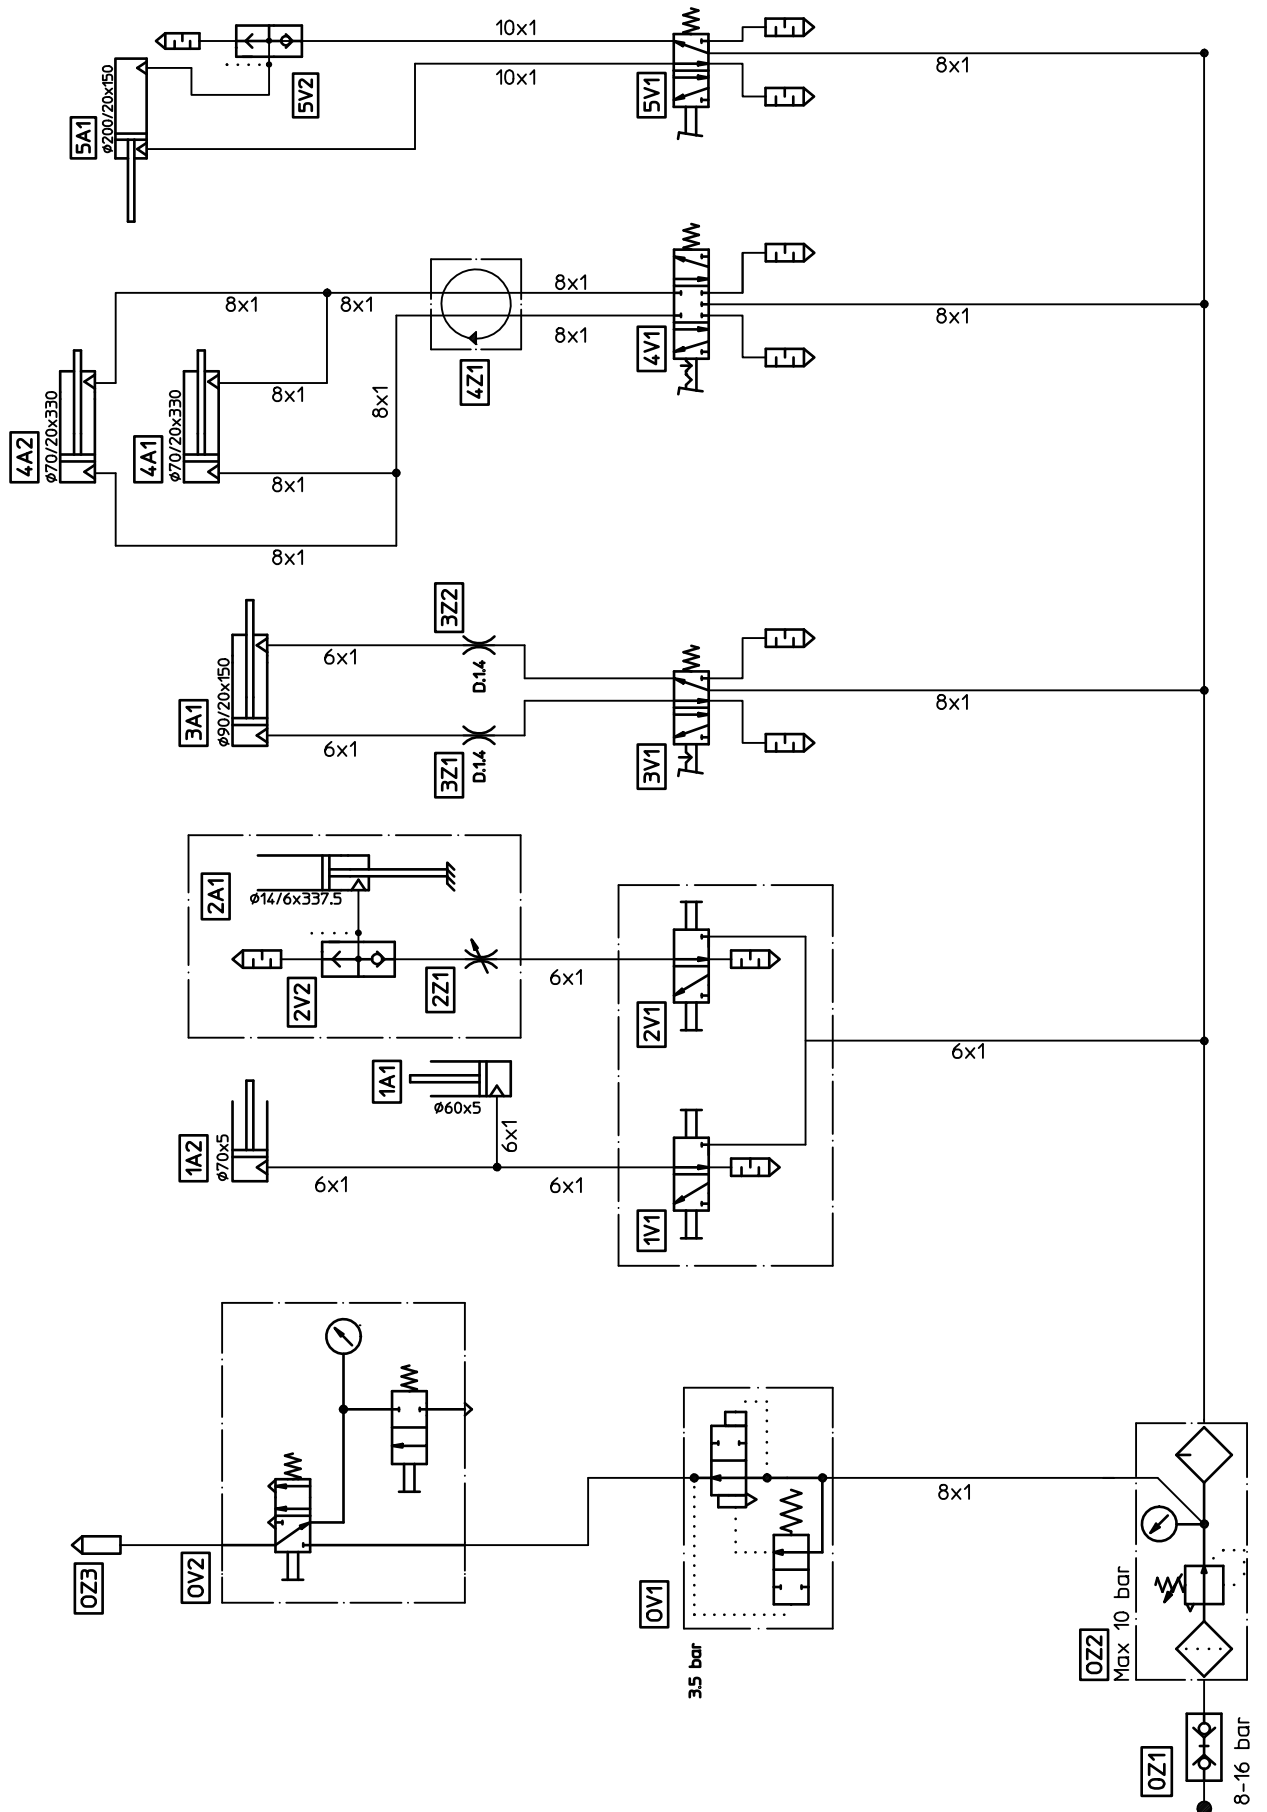 10x1
10x1
5V2
5V1
8x1
5A1
ø200/20x150
8x1
8x1
8x1
8x1
8x1
4V1
4Z1
8x1
8x1
4A2
ø70/20x330
4A1
ø70/20x330
8x1
8x1
3Z2
D.1.4
6x1
3A1
ø90/20x150
8x1
6x1
3Z1
D.1.4
3V1
2A1
ø14/6x337.5
2V2
2Z1
6x1
2V1
6x1
1A1
ø60x5
6x1
1A2
ø70x5
6x1
6x1
1V1
8x1
0Z3
0V2
0V1
3.5 bar
0Z2
Max 10 bar
0Z1
8-16 bar